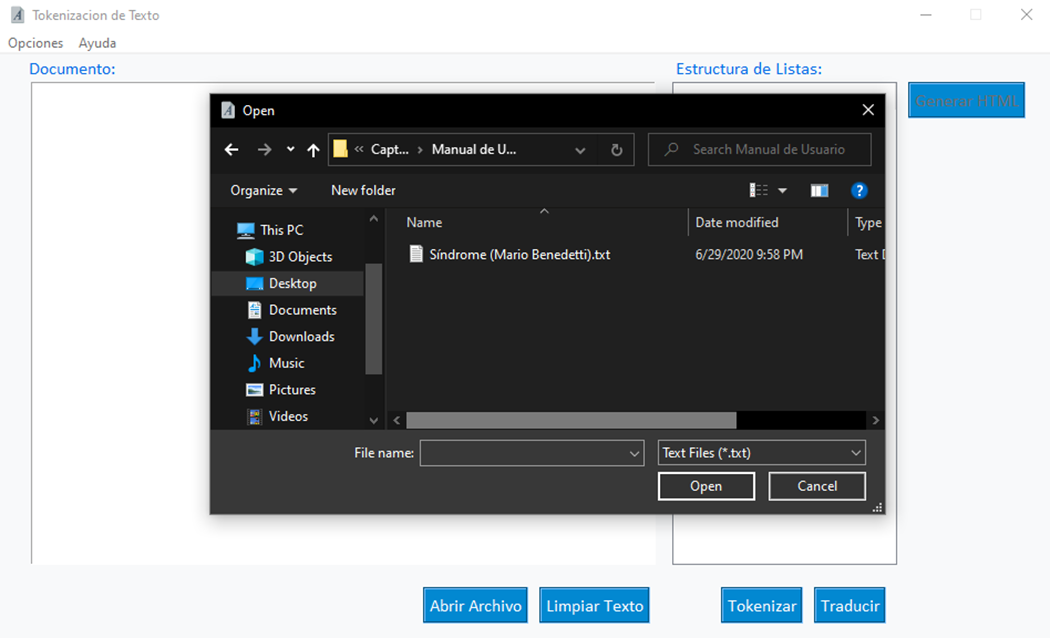 Tokenizacion de Texto
Opciones Ayuda
Documento:
Estructura de Listas:
Generar HTML
Open
« Capt... › Manual de U...
Search Manual de Usuario
Organize
New folder
Name
Date modified
Type
This PC
3D Objects
Desktop
Documents
Downloads
Music
Pictures
Videos
Síndrome (Mario Benedetti).txt
6/29/2020 9:58 PM
Text
File name:
Text Files (*.txt)
Open
Cancel
Abrir Archivo
Limpiar Texto
Tokenizar
Traducir